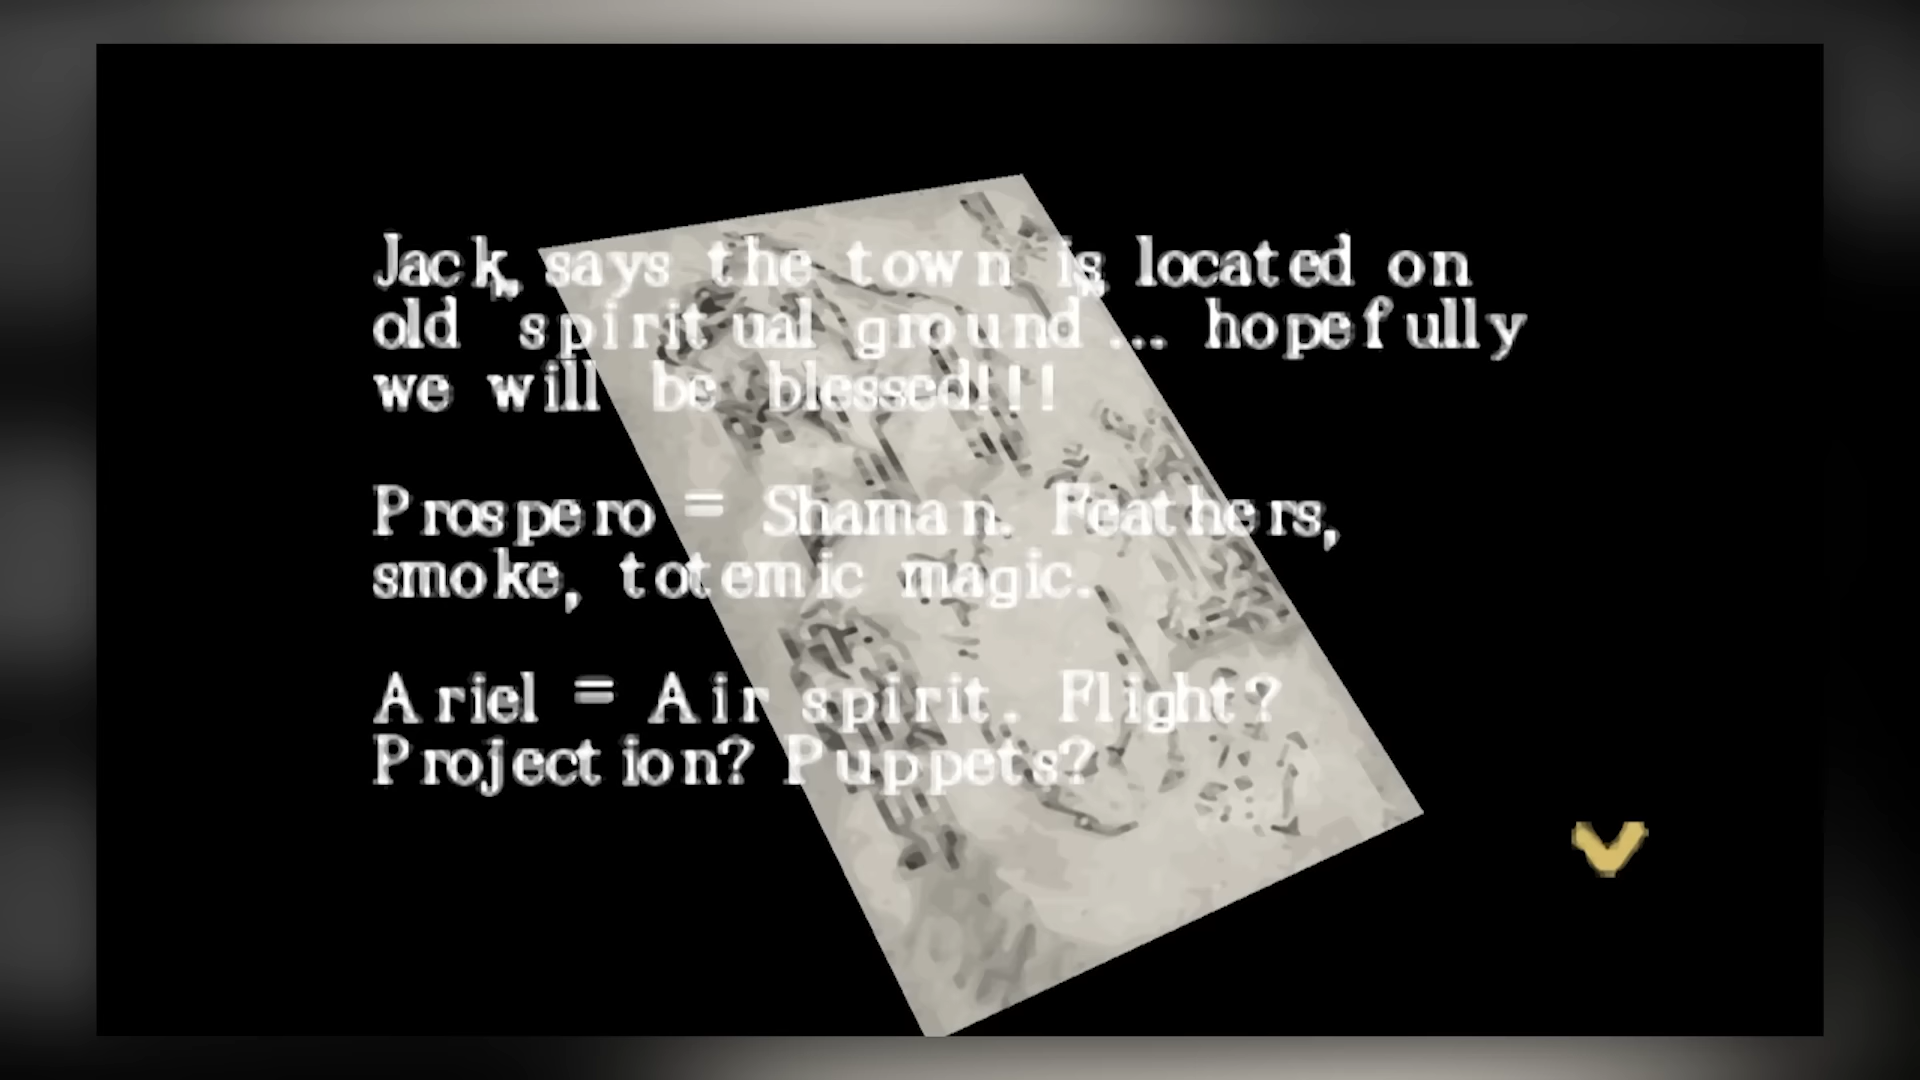 Jack, says the town is, located on
old spiritual ground... hopefully
we will be blessed!!!
Prospero = Shaman. Feathers,
smoke, totemic magic.
Ariel = Air spirit. Flight?
Projection? Puppets?